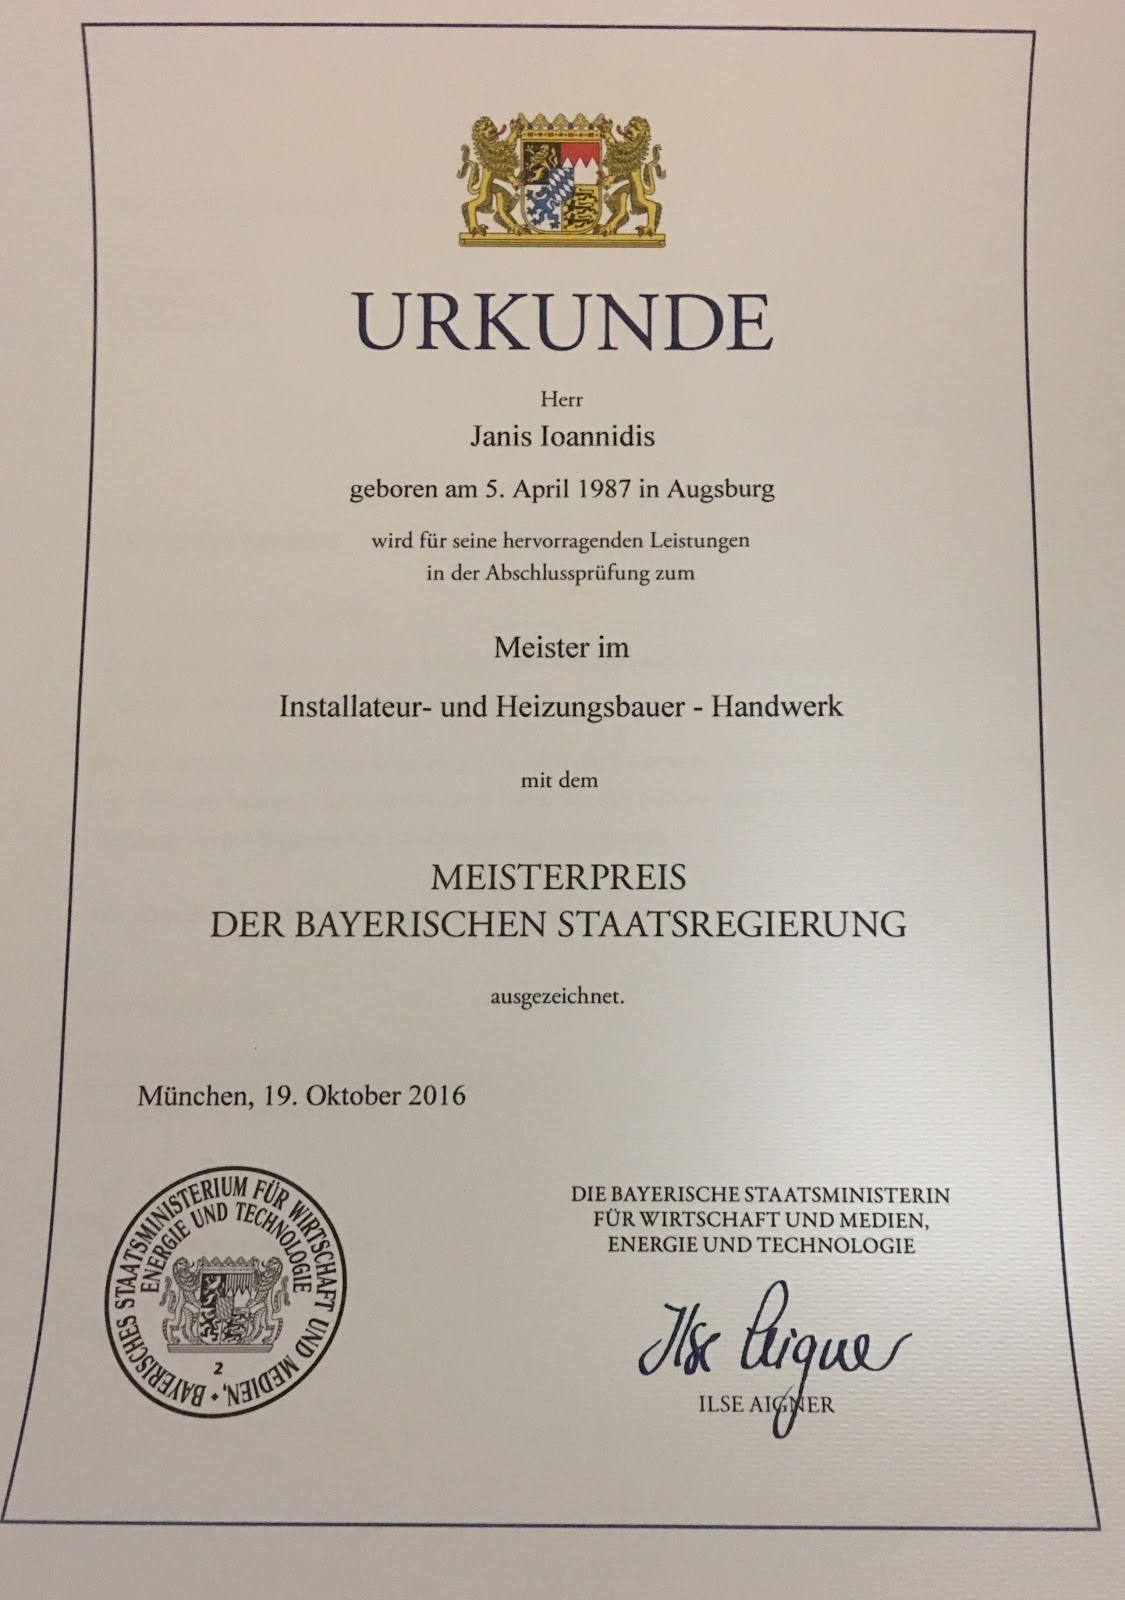 URKUNDE
Herr
Janis Ioannidis
geboren am 5. April 1987 in Augsburg
wird für seine hervorragenden Leistungen
in der Abschlussprüfung zum
Meister im
Installateur- und Heizungsbauer - Handwerk
mit dem
MEISTERPREIS
DER BAYERISCHEN STAATSREGIERUNG
ausgezeichnet.
München, 19. Oktober 2016
BAYERISCHES STAATSMINISTERIUM FÜR WIRTSCHAFT UND MEDIEN,
ENERGIE UND TECHNOLOGIE
2
DIE BAYERISCHE STAATSMINISTERIN
FÜR WIRTSCHAFT UND MEDIEN,
ENERGIE UND TECHNOLOGIE
Ilse Aigner
ILSE AIGNER